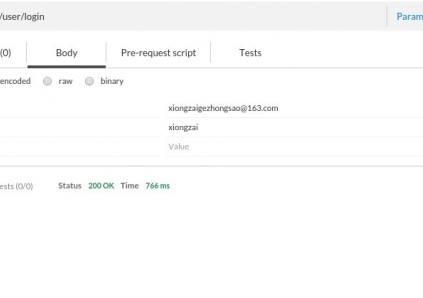 /user/login Param
(0) Body Pre-request script Tests
encoded raw binary
xiongzaigezhongsao@163.com
xiongzai
Value
ests (0/0) Status 200 OK Time 766 ms